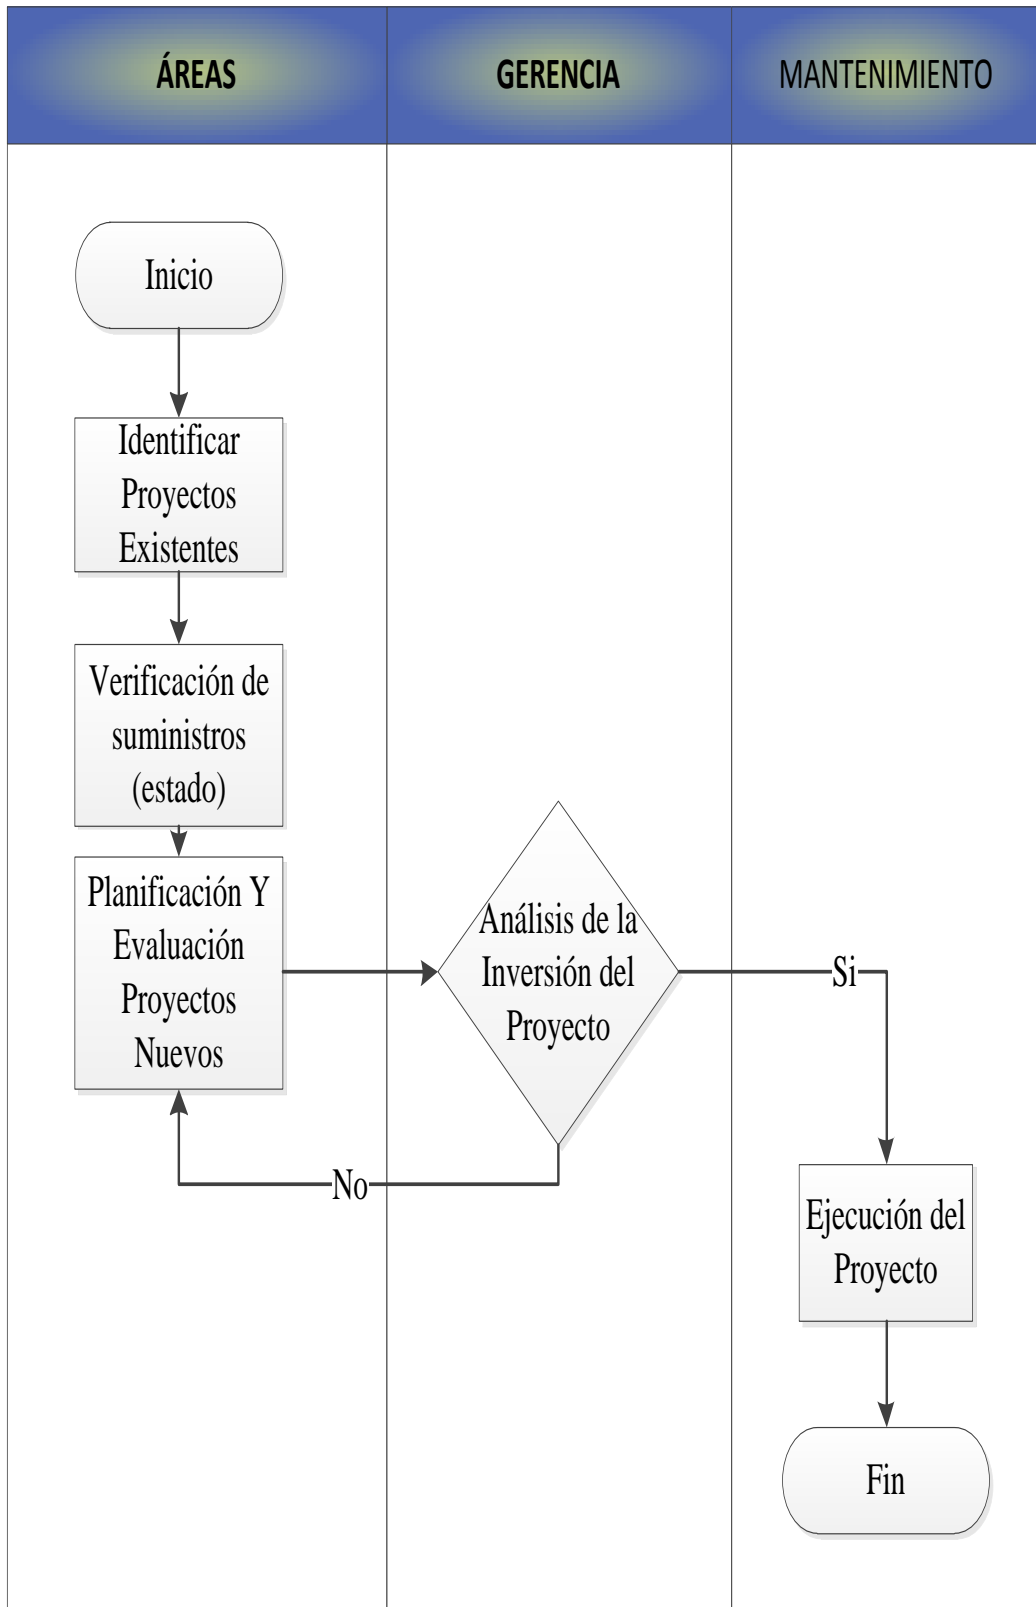 ÁREAS
GERENCIA
MANTENIMIENTO
Inicio
Identificar
Proyectos
Existentes
Verificación de
suministros
(estado)
Planificación Y
Evaluación
Proyectos
Nuevos
Análisis de la
Inversión del
Proyecto
Si
No
Ejecución del
Proyecto
Fin